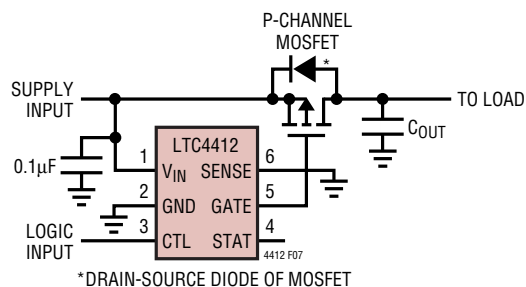 P-CHANNEL
MOSFET
*
SUPPLY
INPUT
TO LOAD
COUT
0.1µF
LTC4412
1
VIN
SENSE
6
2
GND
GATE
5
LOGIC
INPUT
3
CTL
STAT
4
4412 F07
*DRAIN-SOURCE DIODE OF MOSFET